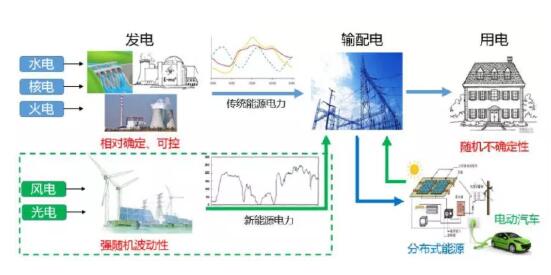 发电
输配电
用电
水电
核电
火电
E=mc²
传统能源电力
相对确定、可控
随机不确定性
风电
光电
新能源电力
强随机波动性
分布式能源
电动汽车